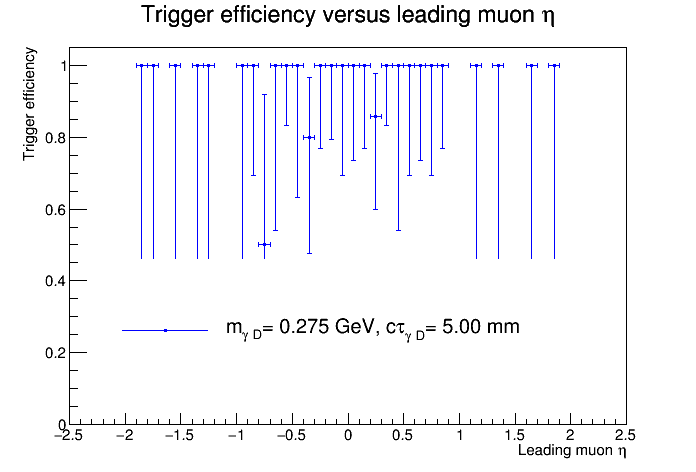 Trigger efficiency versus leading muon η
Trigger efficiency
1
0.8
0.6
0.4
0.2
0
m_γ D= 0.275 GeV, cτ_γ D= 5.00 mm
−2.5 −2 −1.5 −1 −0.5 0 0.5 1 1.5 2 2.5
Leading muon η